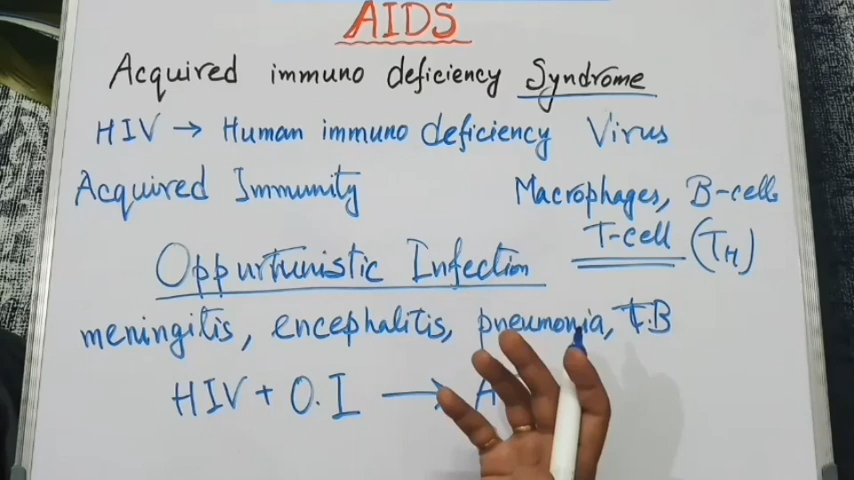 AIDS
Acquired immuno deficiency Syndrome
HIV → Human immuno deficiency Virus
Acquired Immunity Macrophages, B-cells
T-cell (TH)
Oppurtunistic Infection
meningitis, encephalitis, pneumonia, T.B
HIV + O.I → A